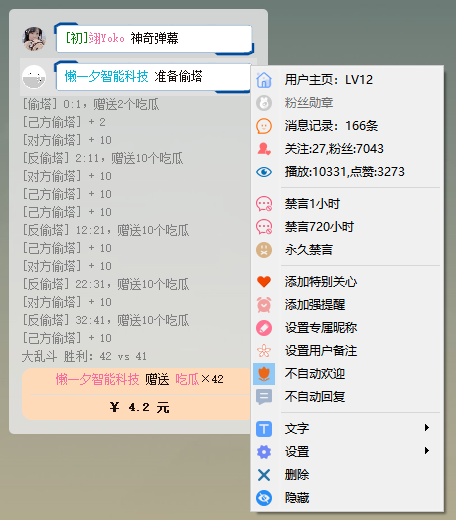 [初]翊Yoko 神奇弹幕
懒一夕智能科技 准备偷塔
[偷塔] 0:1，赠送2个吃瓜
[己方偷塔] + 2
[对方偷塔] + 10
[反偷塔] 2:11，赠送10个吃瓜
[对方偷塔] + 10
[己方偷塔] + 10
[己方偷塔] + 10
[反偷塔] 12:21，赠送10个吃瓜
[对方偷塔] + 10
[己方偷塔] + 10
[反偷塔] 22:31，赠送10个吃瓜
[对方偷塔] + 10
[反偷塔] 32:41，赠送10个吃瓜
[己方偷塔] + 10
大乱斗 胜利：42 vs 41
懒一夕智能科技 赠送 吃瓜×42
¥ 4.2 元
用户主页：LV12
粉丝勋章
消息记录：166条
关注:27,粉丝:7043
播放:10331,点赞:3273
禁言1小时
禁言720小时
永久禁言
添加特别关心
添加强提醒
设置专属昵称
设置用户备注
不自动欢迎
不自动回复
文字
设置
删除
隐藏